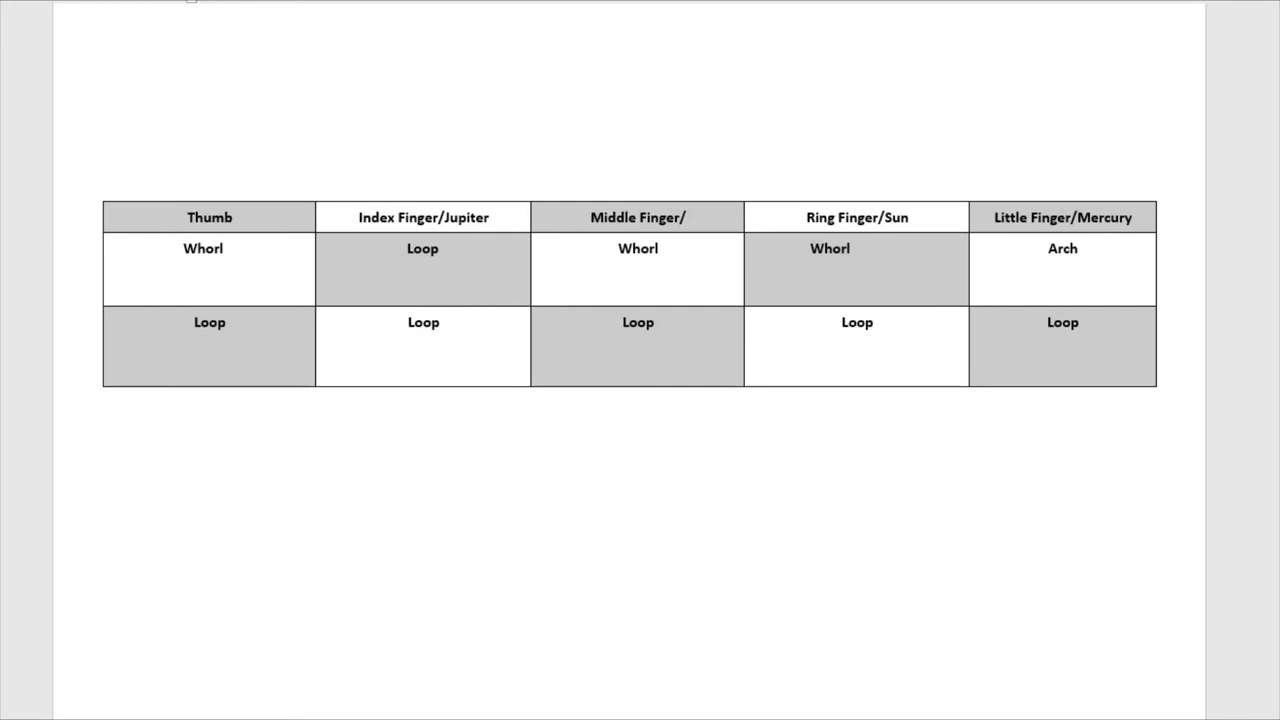 Thumb Index Finger/Jupiter Middle Finger/ Ring Finger/Sun Little Finger/Mercury
Whorl Loop Whorl Whorl Arch
Loop Loop Loop Loop Loop